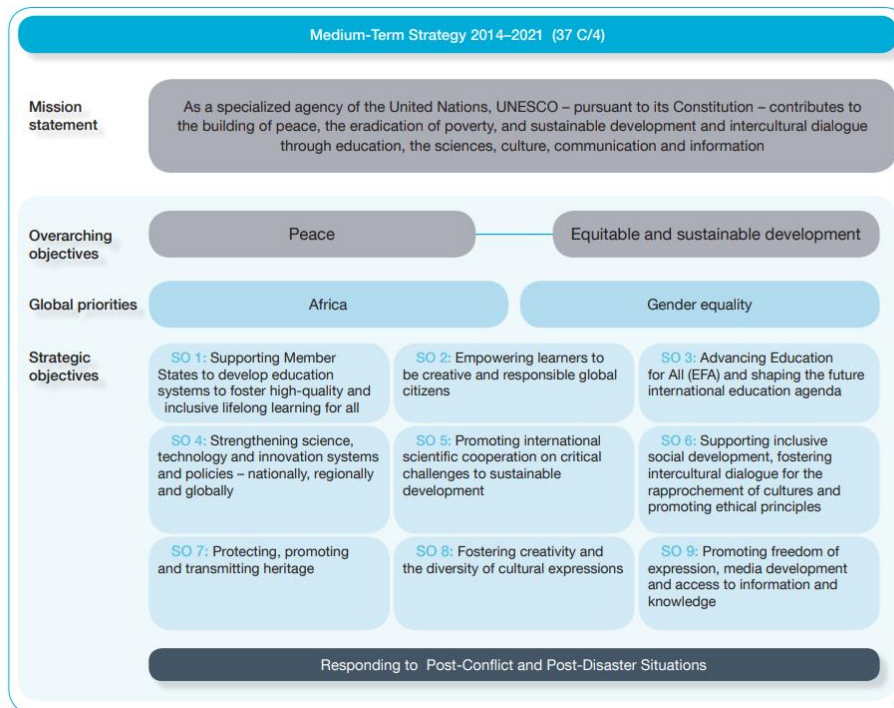 Medium-Term Strategy 2014–2021 (37 C/4)
Mission
statement
As a specialized agency of the United Nations, UNESCO – pursuant to its Constitution – contributes to
the building of peace, the eradication of poverty, and sustainable development and intercultural dialogue
through education, the sciences, culture, communication and information
Overarching
objectives
Peace
Equitable and sustainable development
Global priorities
Africa
Gender equality
Strategic
objectives
SO 1: Supporting Member
States to develop education
systems to foster high-quality and
inclusive lifelong learning for all
SO 2: Empowering learners to
be creative and responsible global
citizens
SO 3: Advancing Education
for All (EFA) and shaping the future
international education agenda
SO 4: Strengthening science,
technology and innovation systems
and policies – nationally, regionally
and globally
SO 5: Promoting international
scientific cooperation on critical
challenges to sustainable
development
SO 6: Supporting inclusive
social development, fostering
intercultural dialogue for the
rapprochement of cultures and
promoting ethical principles
SO 7: Protecting, promoting
and transmitting heritage
SO 8: Fostering creativity and
the diversity of cultural expressions
SO 9: Promoting freedom of
expression, media development
and access to information and
knowledge
Responding to Post-Conflict and Post-Disaster Situations